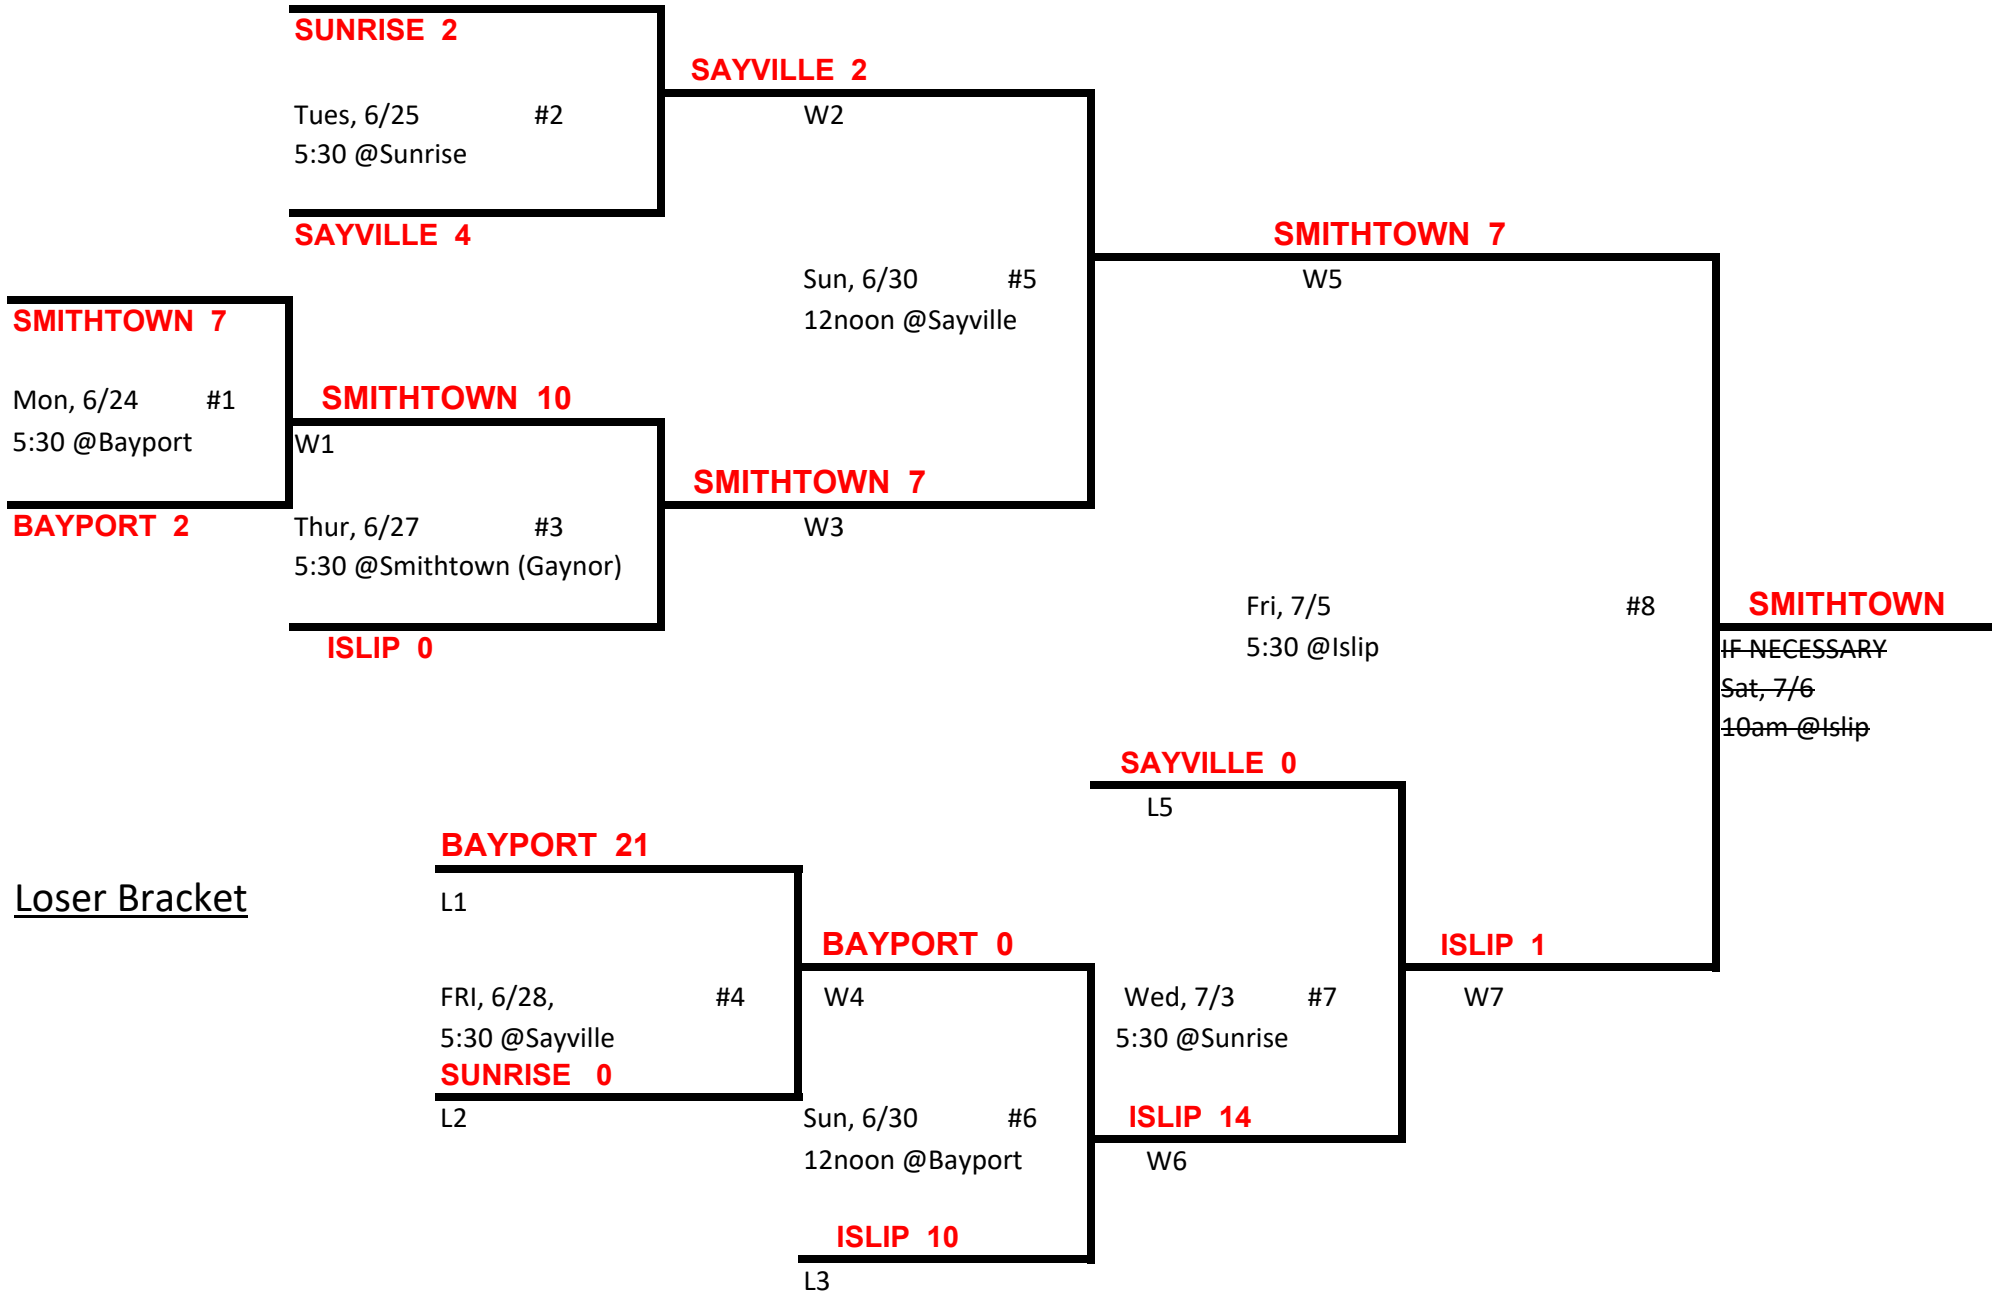 SUNRISE 2
SAYVILLE 2
Tues, 6/25 #2
W2
5:30 @Sunrise
SAYVILLE 4
SMITHTOWN 7
Sun, 6/30 #5
W5
SMITHTOWN 7
12noon @Sayville
Mon, 6/24 #1
SMITHTOWN 10
5:30 @Bayport
W1
SMITHTOWN 7
BAYPORT 2
Thur, 6/27 #3
W3
5:30 @Smithtown (Gaynor)
Fri, 7/5 #8
SMITHTOWN
ISLIP 0
5:30 @Islip
IF NECESSARY
Sat, 7/6
10am @Islip
SAYVILLE 0
L5
BAYPORT 21
Loser Bracket
L1
BAYPORT 0
ISLIP 1
FRI, 6/28, #4
W4
Wed, 7/3 #7
W7
5:30 @Sayville
5:30 @Sunrise
SUNRISE 0
L2
Sun, 6/30 #6
ISLIP 14
12noon @Bayport
W6
ISLIP 10
L3